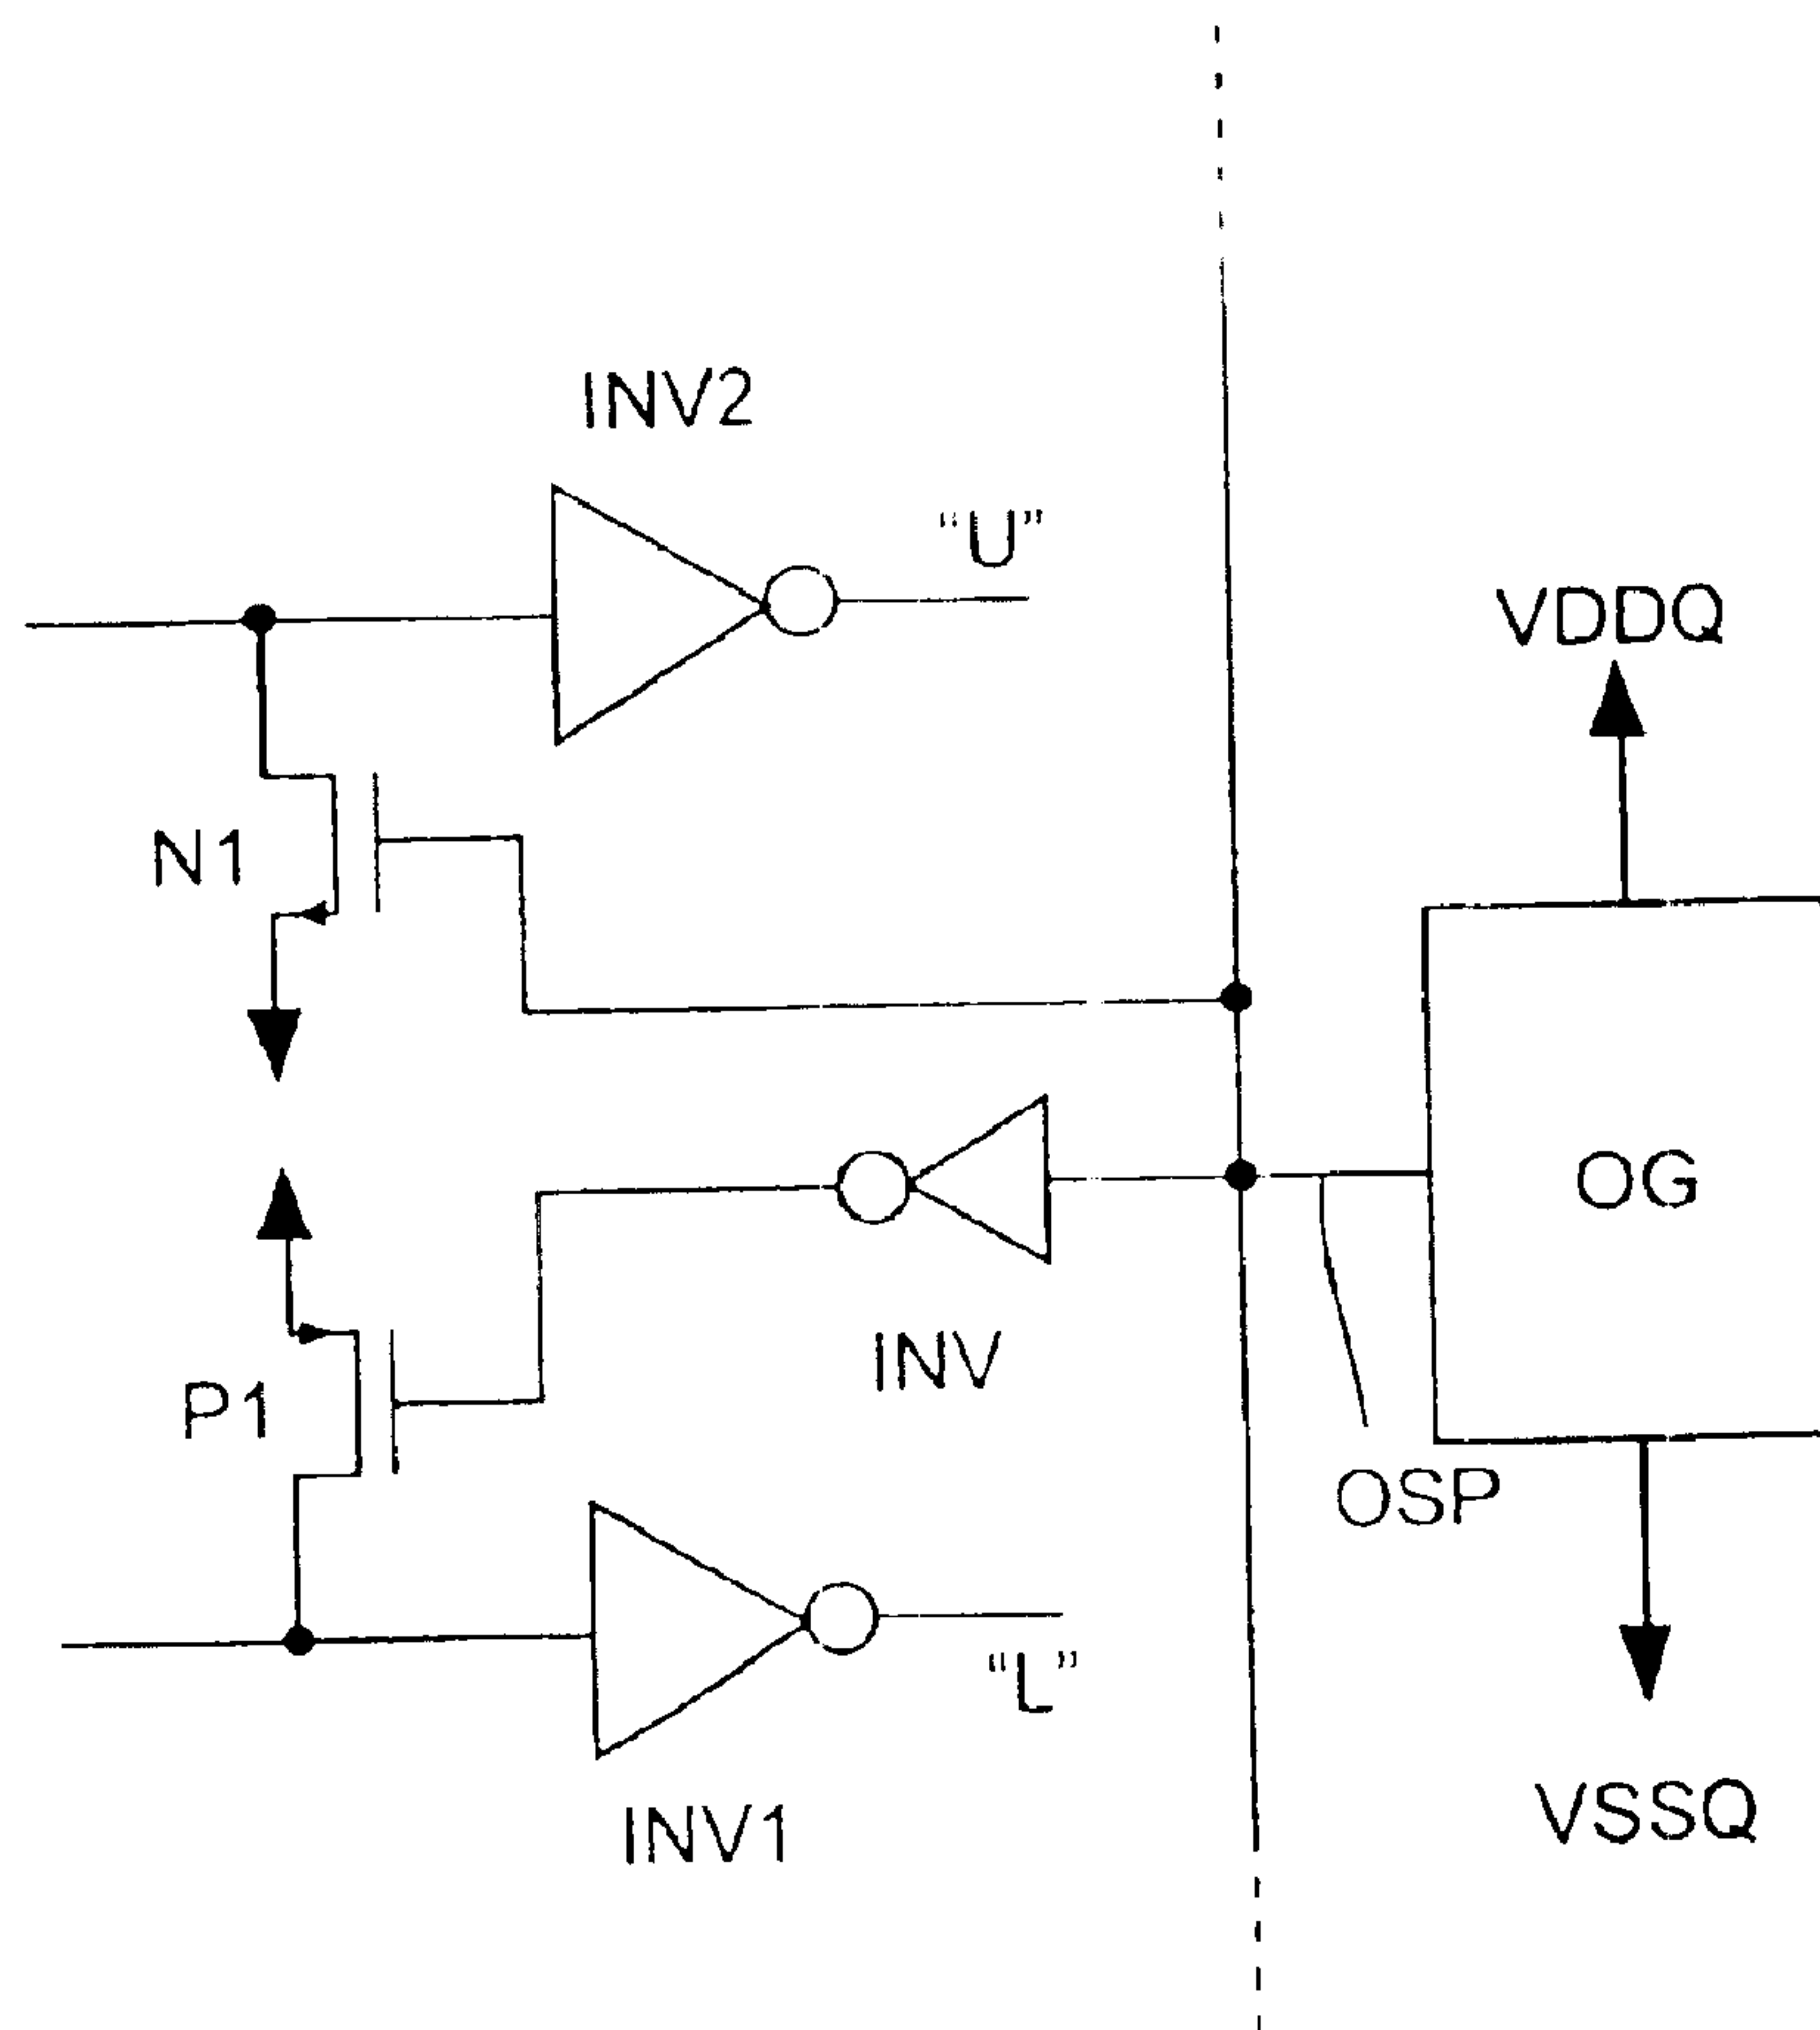 INV2
“U”
VDDQ
N1
OG
INV
P1
OSP
“L”
VSSQ
INV1